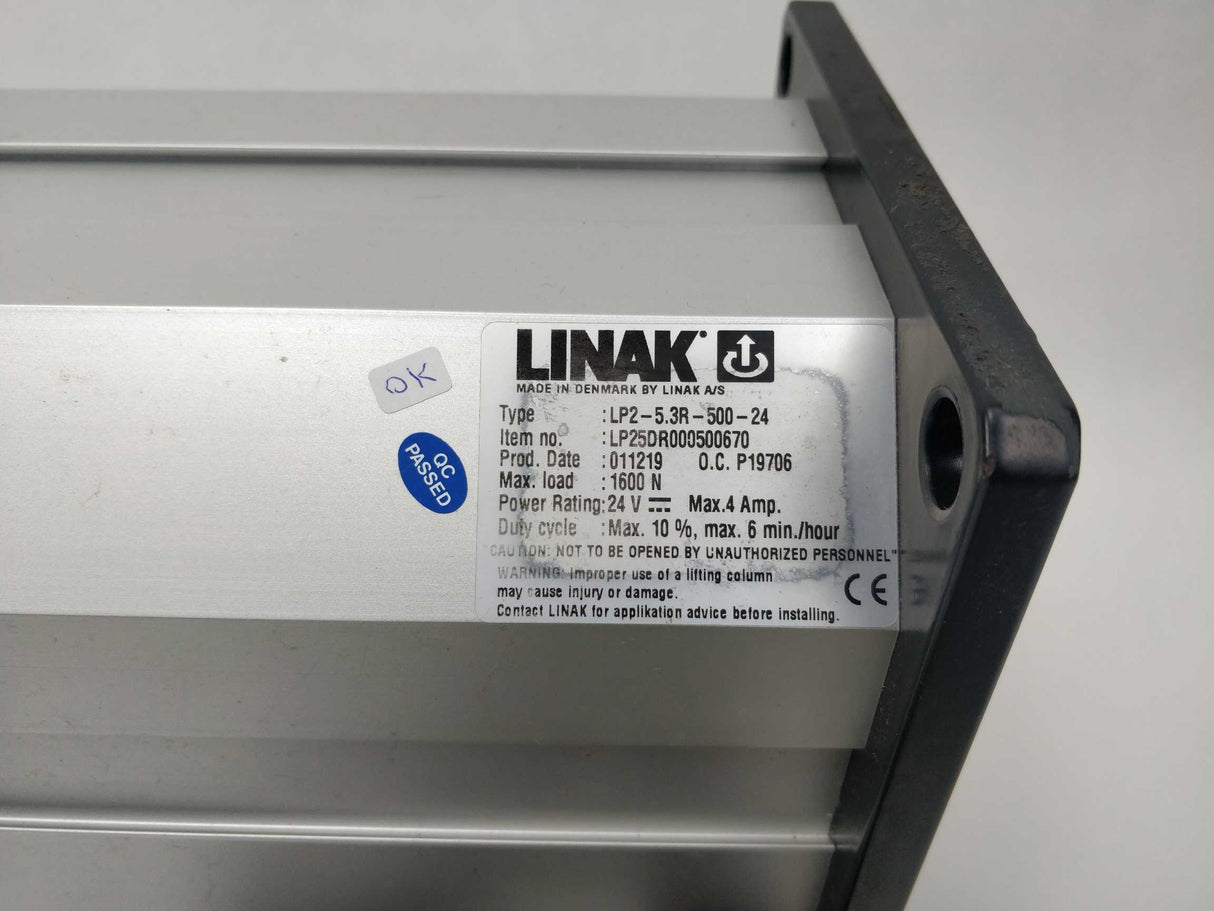 LINAK
MADE IN DENMARK BY LINAK A/S
Type : LP2-5.3R-500-24
Item no. : LP25DR000500670
Prod. Date : 011219 O.C. P19706
Max. load : 1600 N
Power Rating: 24 V Max.4 Amp.
Duty cycle : Max. 10 %, max. 6 min./hour
"CAUTION: NOT TO BE OPENED BY UNAUTHORIZED PERSONNEL"
WARNING: Improper use of a lifting column
may cause injury or damage.
Contact LINAK for applikation advice before installing.
CE
OK
QC
PASSED